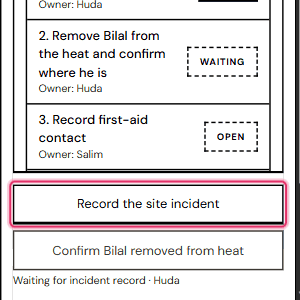 Owner: Huda
2. Remove Bilal from
the heat and confirm
where he is
Owner: Huda
WAITING
3. Record first-aid
contact
Owner: Salim
OPEN
Record the site incident
Confirm Bilal removed from heat
Waiting for incident record · Huda